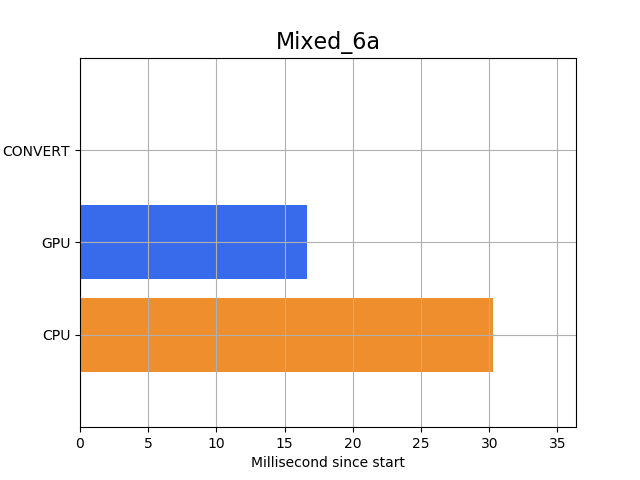 Mixed_6a
CONVERT
GPU
CPU
0 5 10 15 20 25 30 35
Millisecond since start